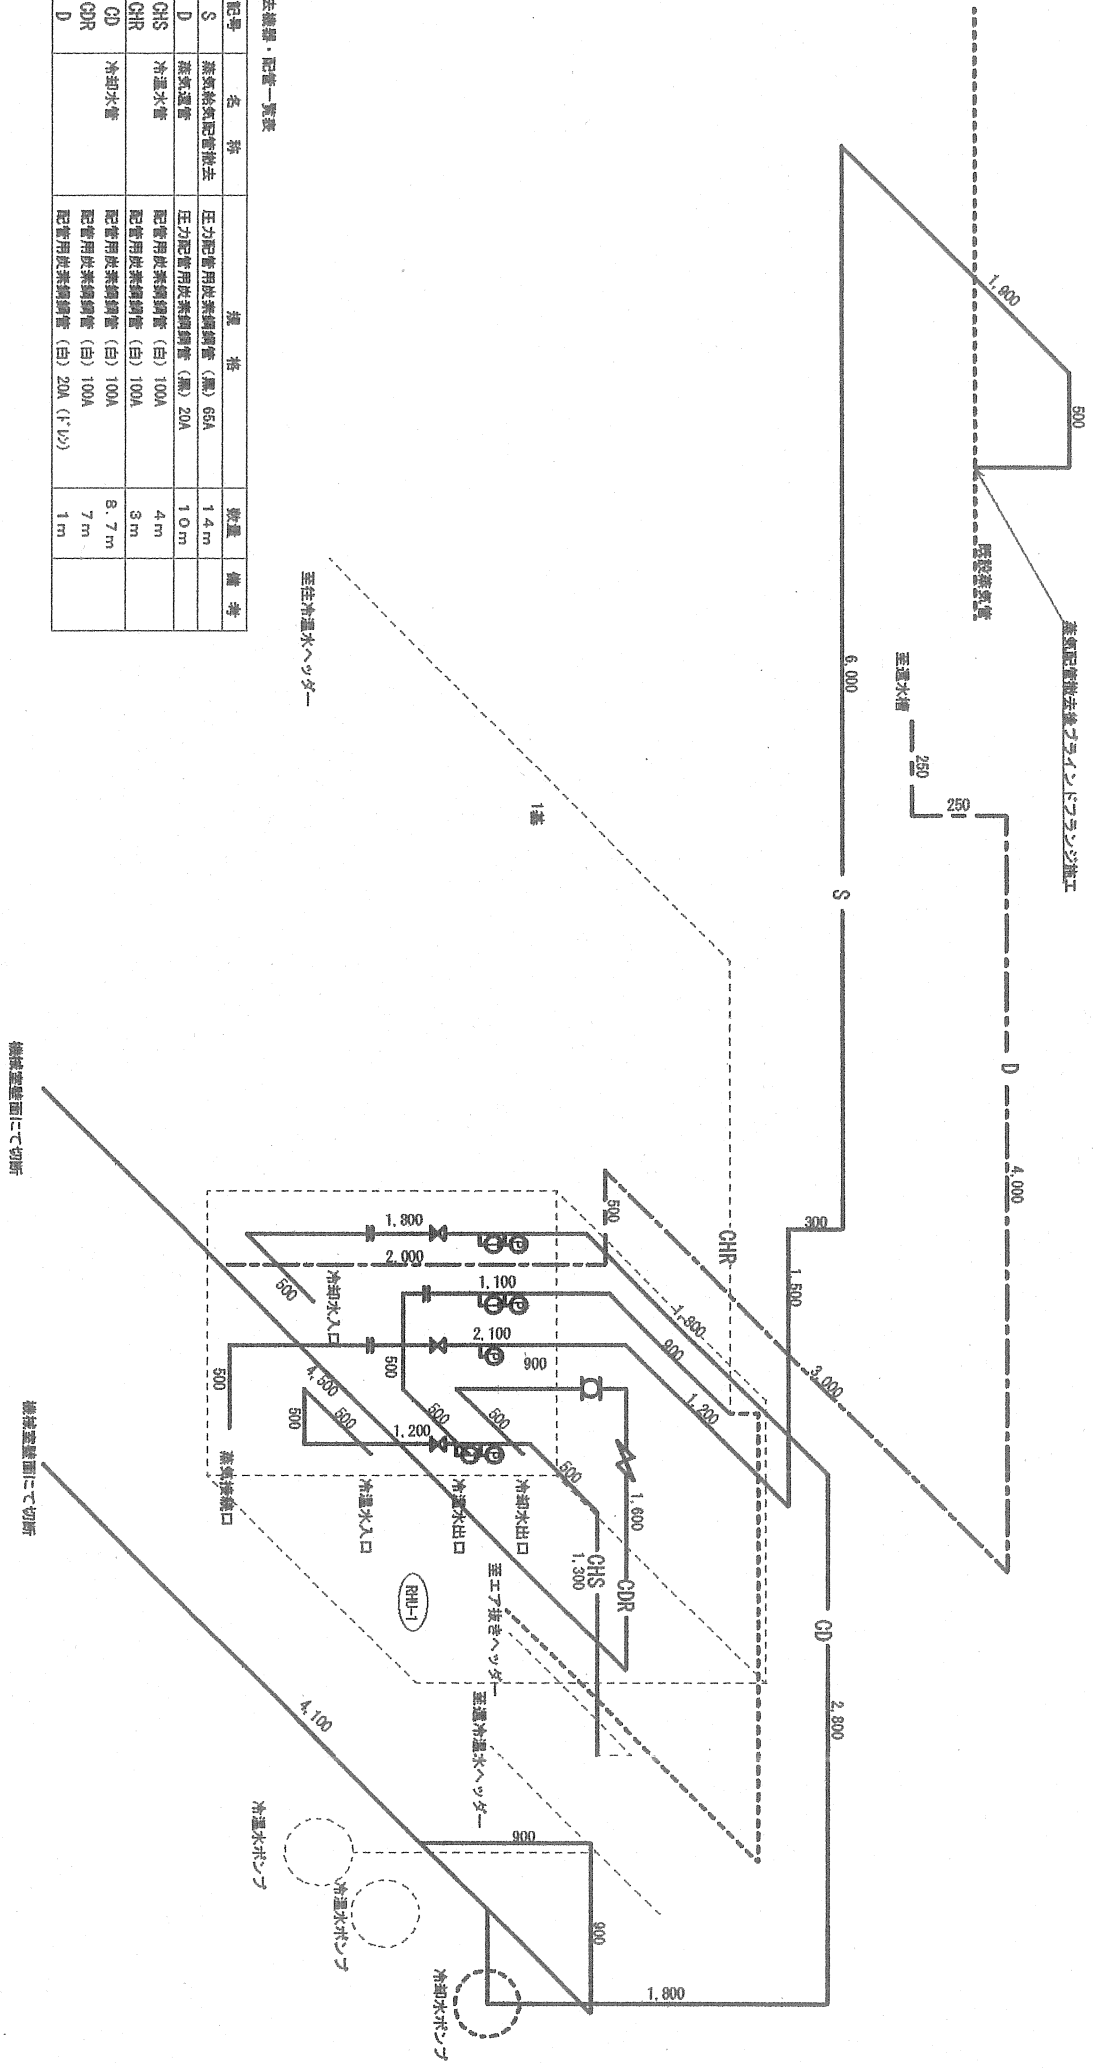 去機器・配管一覧表
記号 名 称 規 格 数量 備 考
S 蒸気給気配管撤去 圧力配管用炭素鋼鋼管（黒）65A 14m
D 蒸気還管 圧力配管用炭素鋼鋼管（黒）20A 10m
CHS 冷温水管 配管用炭素鋼鋼管（白）100A 4m
CHR 配管用炭素鋼鋼管（白）100A 3m
CD 冷却水管 配管用炭素鋼鋼管（白）100A 8.7m
CDR 配管用炭素鋼鋼管（白）100A 7m
D 配管用炭素鋼鋼管（白）20A（ﾄﾞﾚﾝ） 1m
蒸気配管撤去後ブラインドフランジ施工
500
1,900
既設蒸気管
至還水槽
250
250
D
4,000
6,000
S
300
1,500
3,000
CD
2,800
1,800
至往冷温水ヘッダー
1基
CHR
500
1,800
2,000
1,100
2,100
900
1,800
900
1,200
500
冷却水入口
500
4,500
500
500
500
500
500
1,200
500
1,600
CDR
CHS
1,300
蒸気接続口
冷温水入口
冷温水出口
冷却水出口
至エア抜きヘッダー
至還冷温水ヘッダー
RHU-1
機械室壁面にて切断
機械室壁面にて切断
4,100
900
900
冷温水ポンプ
冷温水ポンプ
冷却水ポンプ